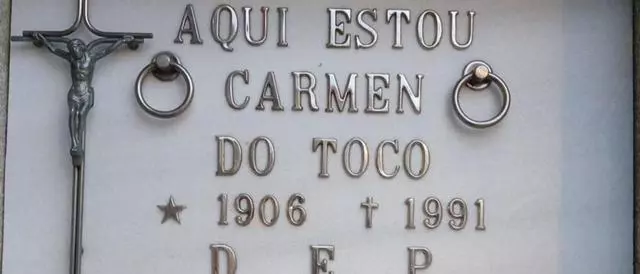 AQUI ESTOU
CARMEN
DO TOCO
★ 1906 ✝ 1991
D E P